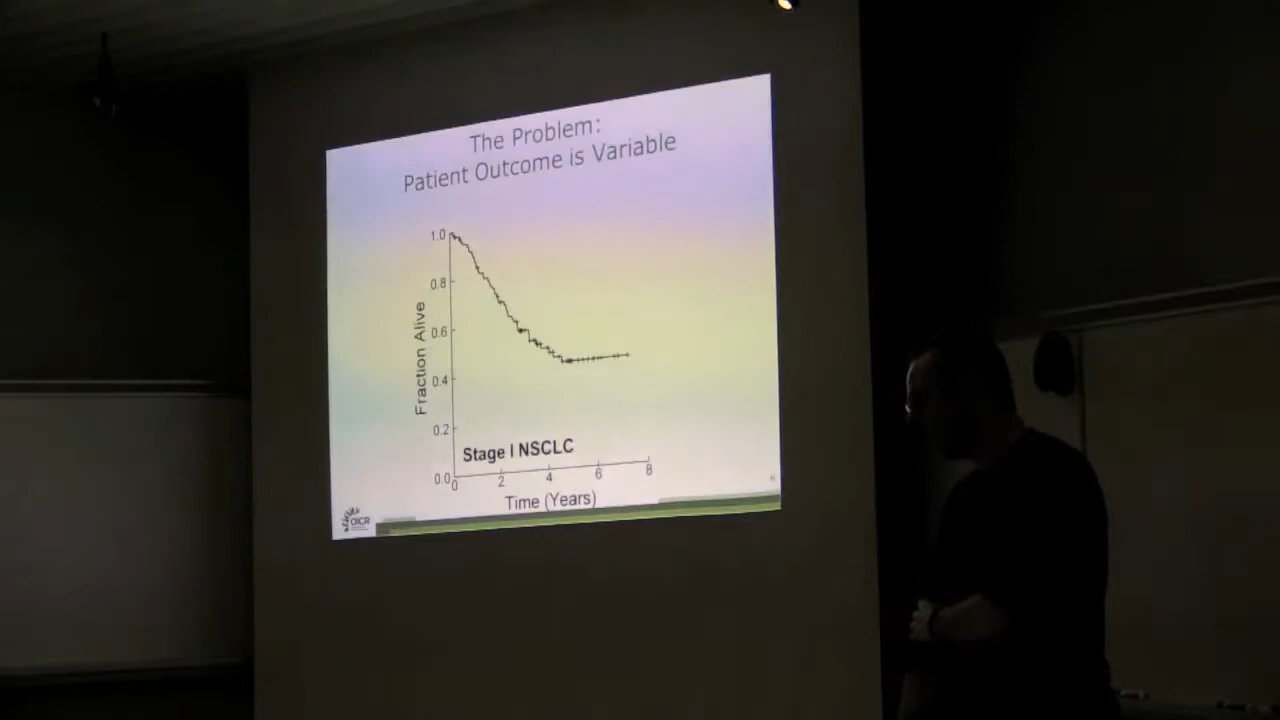 The Problem:
Patient Outcome is Variable
1.0
0.8
0.6
0.4
0.2
0.0
Fraction Alive
Stage I NSCLC
0 2 4 6 8
Time (Years)
OICR